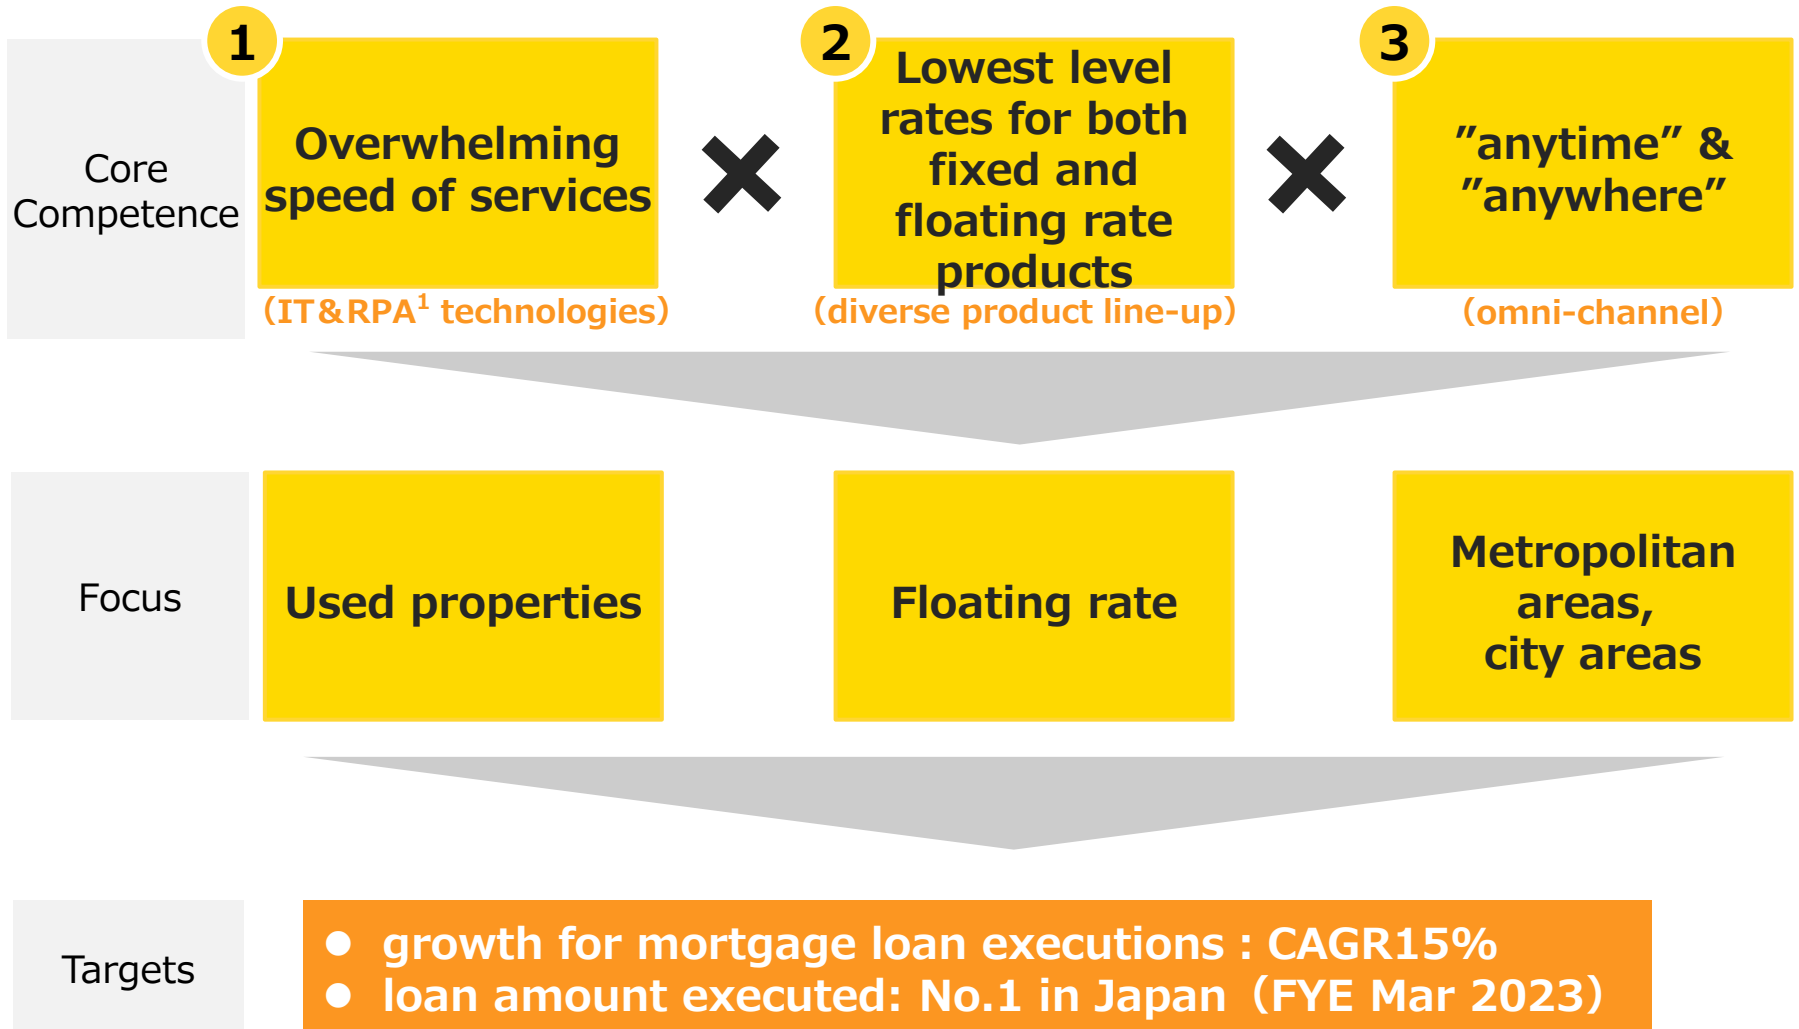 1
2
3
Core
Competence
Overwhelming
speed of services
Lowest level
rates for both
fixed and
floating rate
products
”anytime” &
”anywhere”
(IT&RPA¹ technologies)
(diverse product line-up)
(omni-channel)
Focus
Used properties
Floating rate
Metropolitan
areas,
city areas
Targets
● growth for mortgage loan executions : CAGR15%
● loan amount executed: No.1 in Japan (FYE Mar 2023)